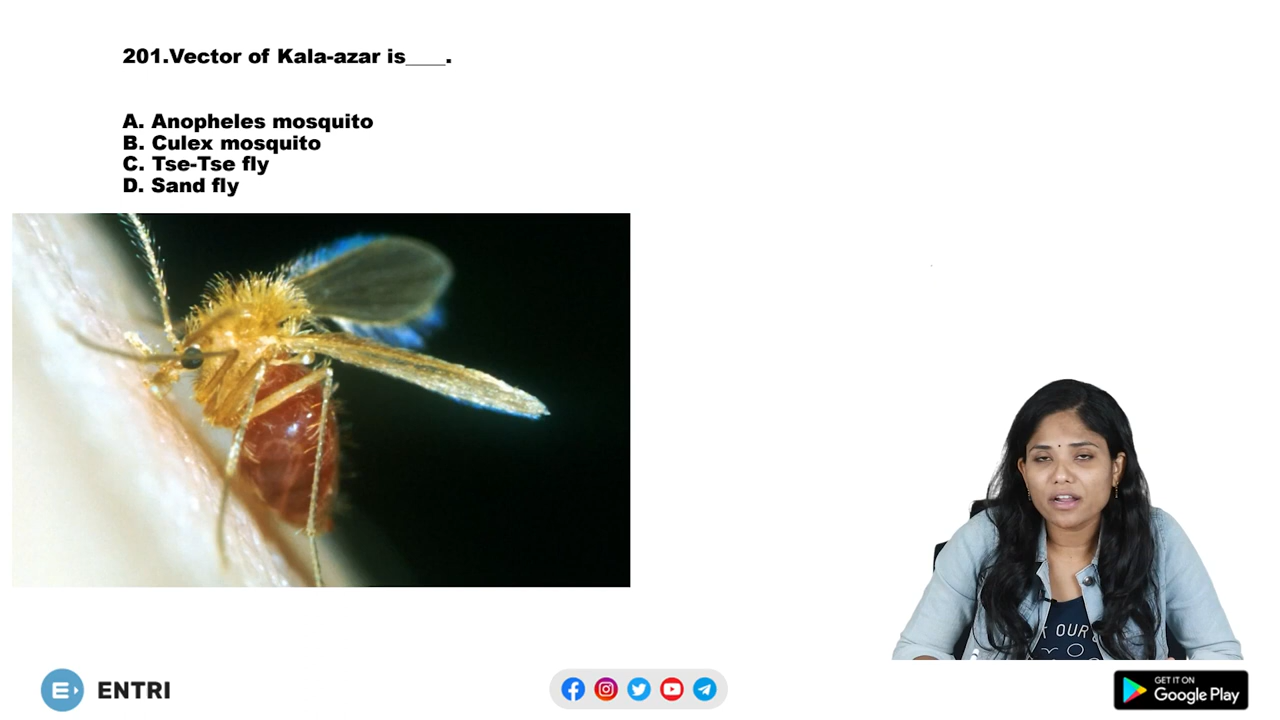 201.Vector of Kala-azar is____.
A. Anopheles mosquito
B. Culex mosquito
C. Tse-Tse fly
D. Sand fly
OUR
E
ENTRI
GET IT ON
Google Play